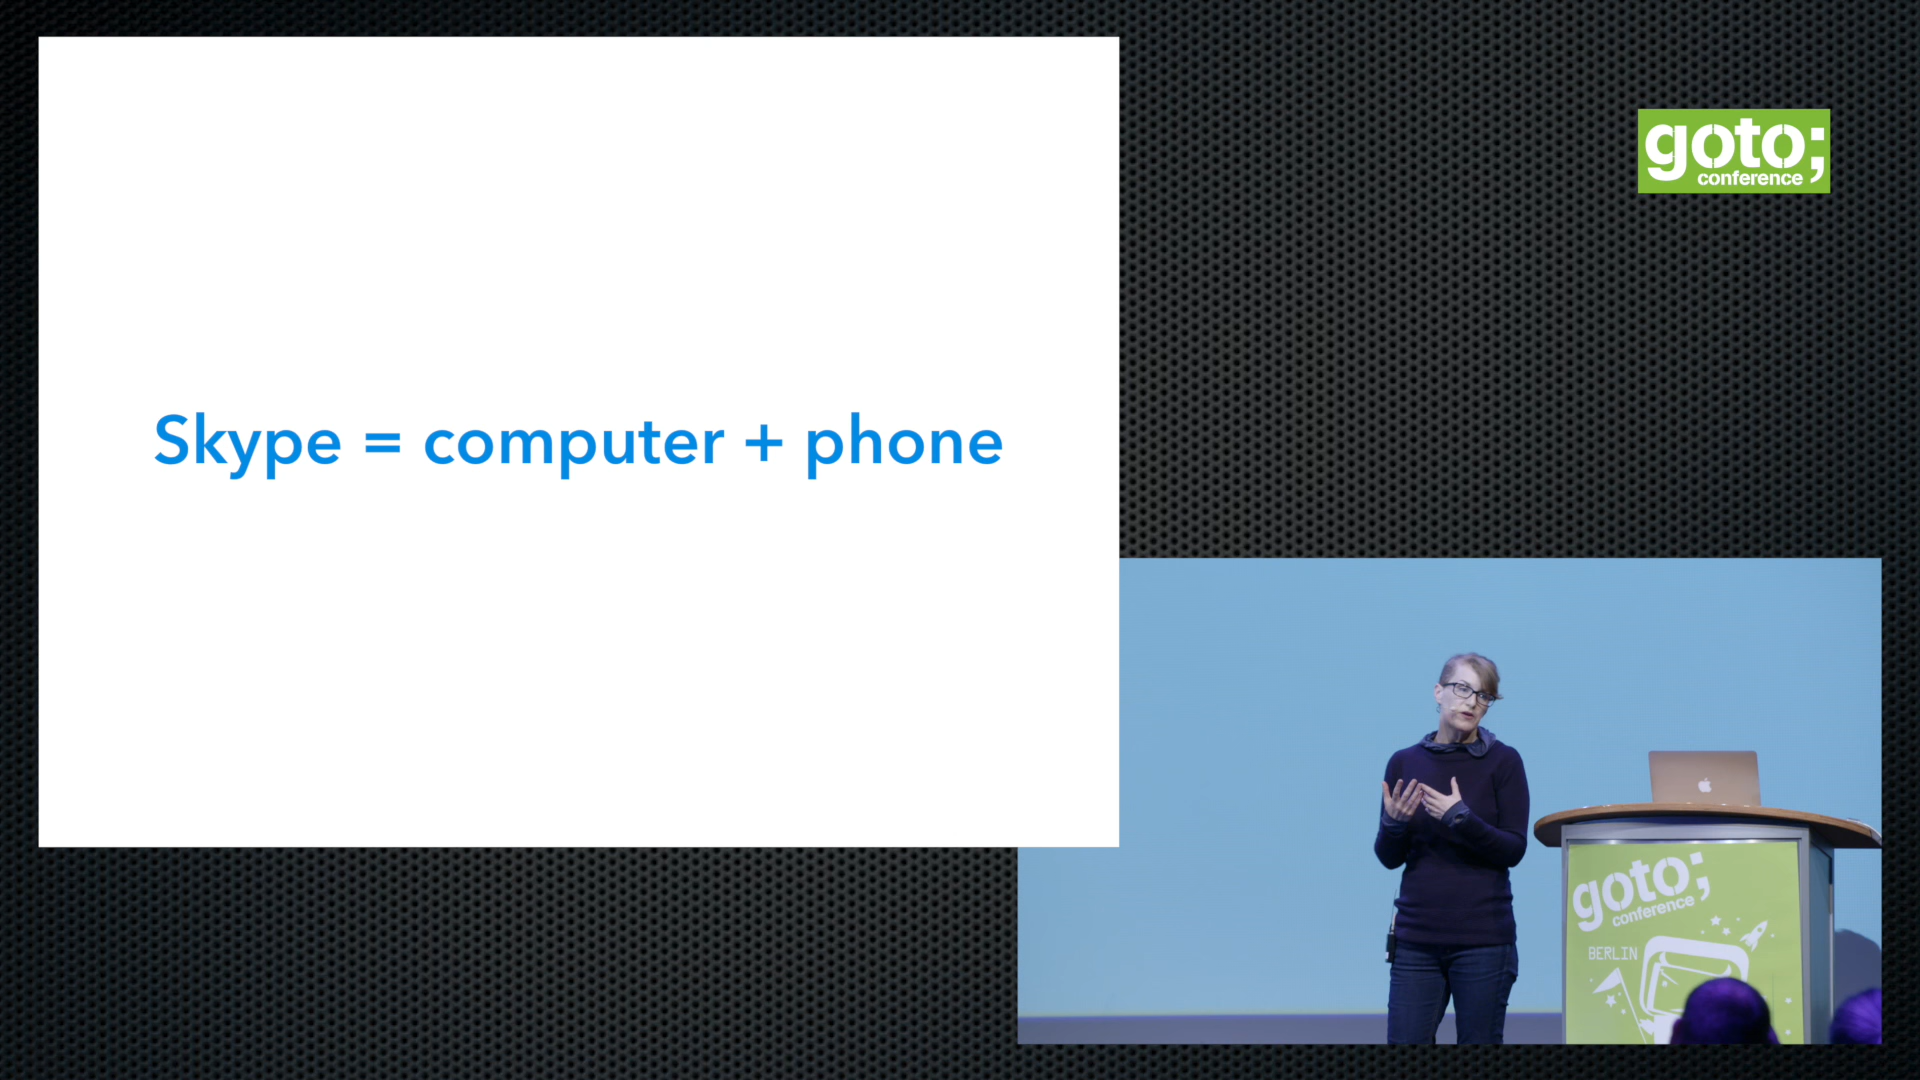 Skype = computer + phone
goto;
conference
goto;
conference
BERLIN